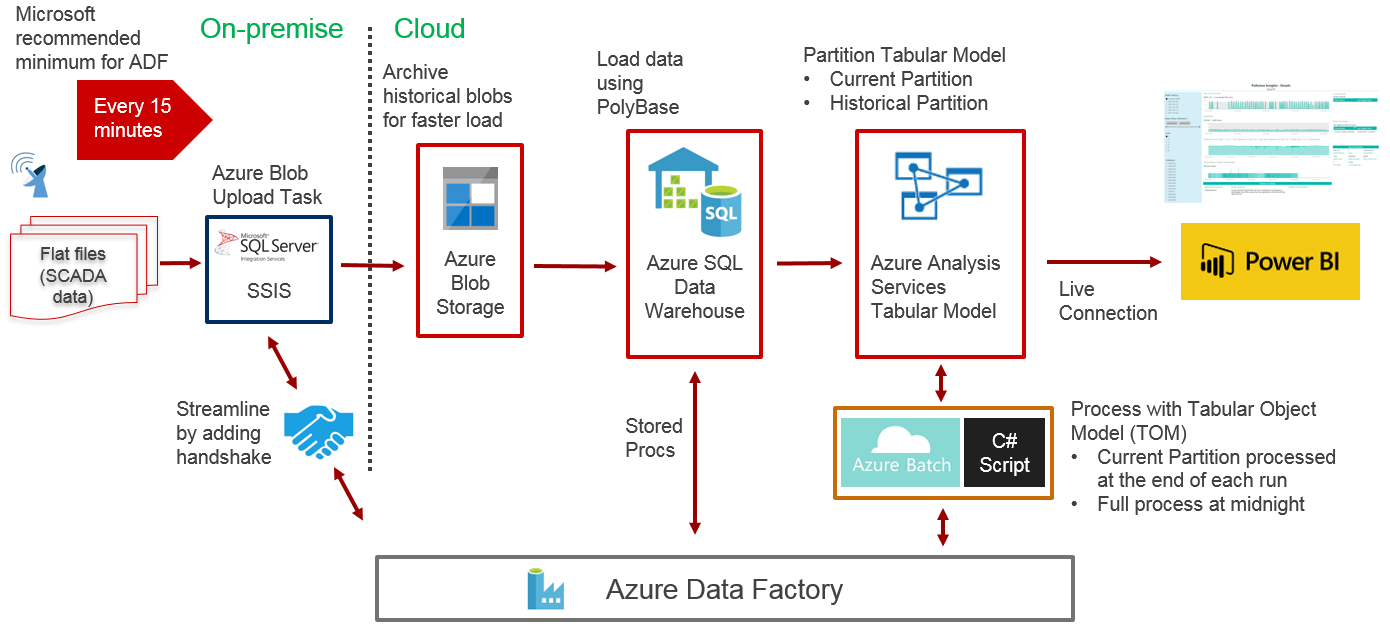 Microsoft
recommended
minimum for ADF
On-premise
Cloud
Every 15
minutes
Archive
historical blobs
for faster load
Load data
using
PolyBase
Partition Tabular Model
• Current Partition
• Historical Partition
Azure Blob
Upload Task
Flat files
(SCADA
data)
Microsoft
SQL Server
Integration Services
SSIS
Azure
Blob
Storage
SQL
Azure SQL
Data
Warehouse
Azure Analysis
Services
Tabular Model
Live
Connection
Power BI
Streamline
by adding
handshake
Stored
Procs
Azure Batch
C#
Script
Process with Tabular Object
Model (TOM)
• Current Partition processed
at the end of each run
• Full process at midnight
Azure Data Factory